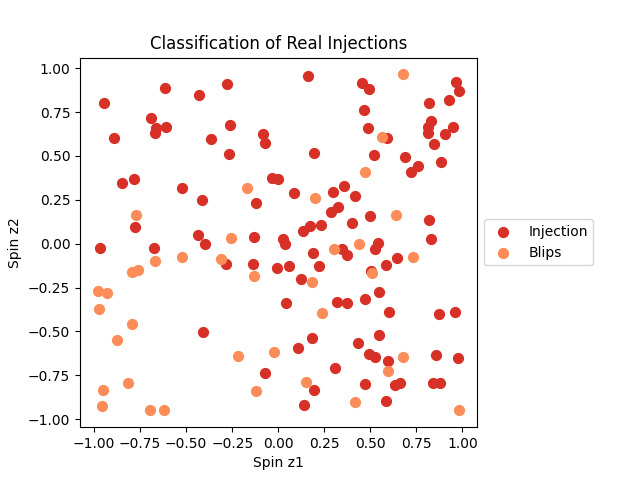 Classification of Real Injections
1.00
0.75
0.50
0.25
0.00
−0.25
−0.50
−0.75
−1.00
Spin z2
−1.00 −0.75 −0.50 −0.25 0.00 0.25 0.50 0.75 1.00
Spin z1
Injection
Blips